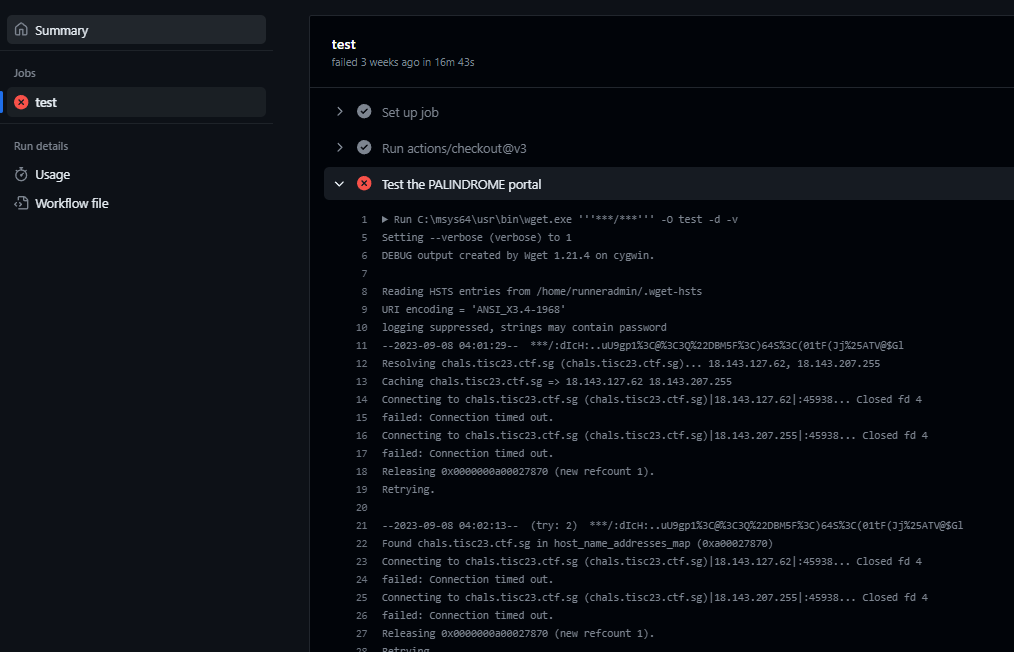 Summary
Jobs
test
Run details
Usage
Workflow file
test
failed 3 weeks ago in 16m 43s
Set up job
Run actions/checkout@v3
Test the PALINDROME portal
1 Run C:\msys64\usr\bin\wget.exe '''***/***''' -O test -d -v
5 Setting --verbose (verbose) to 1
6 DEBUG output created by Wget 1.21.4 on cygwin.
7
8 Reading HSTS entries from /home/runneradmin/.wget-hsts
9 URI encoding = 'ANSI_X3.4-1968'
10 logging suppressed, strings may contain password
11 --2023-09-08 04:01:29-- ***/:dIcH:..uU9gp1%3C@%3C3Q%22DBM5F%3C)64S%3C(01tF(Jj%25ATV@$Gl
12 Resolving chals.tisc23.ctf.sg (chals.tisc23.ctf.sg)... 18.143.127.62, 18.143.207.255
13 Caching chals.tisc23.ctf.sg => 18.143.127.62 18.143.207.255
14 Connecting to chals.tisc23.ctf.sg (chals.tisc23.ctf.sg)|18.143.127.62|:45938... Closed fd 4
15 failed: Connection timed out.
16 Connecting to chals.tisc23.ctf.sg (chals.tisc23.ctf.sg)|18.143.207.255|:45938... Closed fd 4
17 failed: Connection timed out.
18 Releasing 0x0000000a00027870 (new refcount 1).
19 Retrying.
20
21 --2023-09-08 04:02:13-- (try: 2) ***/:dIcH:..uU9gp1%3C@%3C3Q%22DBM5F%3C)64S%3C(01tF(Jj%25ATV@$Gl
22 Found chals.tisc23.ctf.sg in host_name_addresses_map (0xa00027870)
23 Connecting to chals.tisc23.ctf.sg (chals.tisc23.ctf.sg)|18.143.127.62|:45938... Closed fd 4
24 failed: Connection timed out.
25 Connecting to chals.tisc23.ctf.sg (chals.tisc23.ctf.sg)|18.143.207.255|:45938... Closed fd 4
26 failed: Connection timed out.
27 Releasing 0x0000000a00027870 (new refcount 1).
28 Retrying